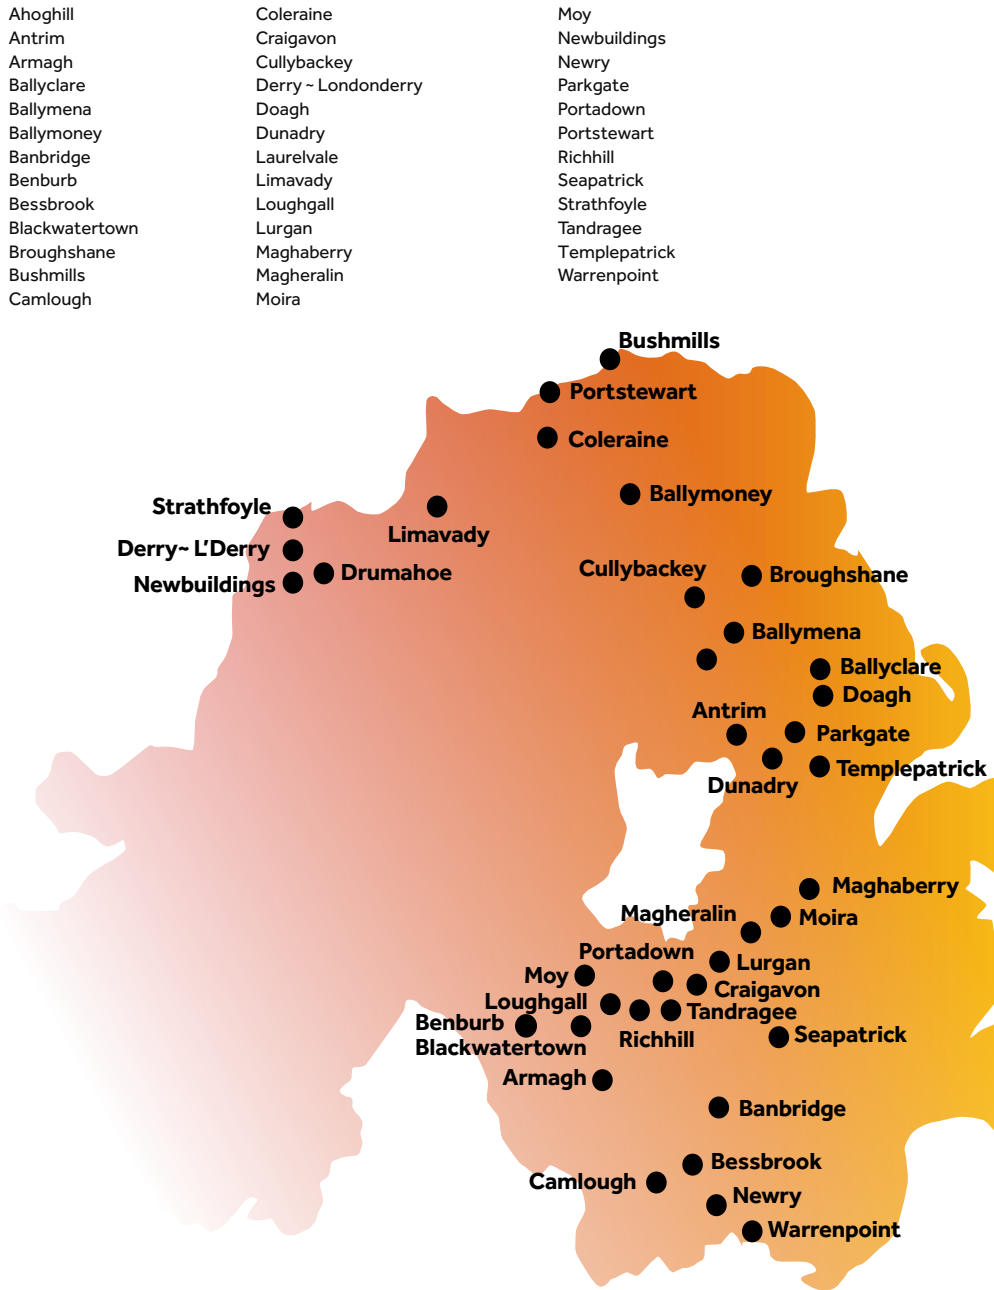 Ahoghill
Antrim
Armagh
Ballyclare
Ballymena
Ballymoney
Banbridge
Benburb
Bessbrook
Blackwatertown
Broughshane
Bushmills
Camlough
Coleraine
Craigavon
Cullybackey
Derry ~ Londonderry
Doagh
Dunadry
Laurelvale
Limavady
Loughgall
Lurgan
Maghaberry
Magheralin
Moira
Moy
Newbuildings
Newry
Parkgate
Portadown
Portstewart
Richhill
Seapatrick
Strathfoyle
Tandragee
Templepatrick
Warrenpoint
Bushmills
Portstewart
Coleraine
Ballymoney
Strathfoyle
Limavady
Derry~ L'Derry
Drumahoe
Newbuildings
Cullybackey
Broughshane
Ballymena
Ballyclare
Doagh
Antrim
Parkgate
Templepatrick
Dunadry
Maghaberry
Magheralin
Moira
Portadown
Lurgan
Moy
Craigavon
Loughgall
Tandragee
Benburb
Richhill
Seapatrick
Blackwatertown
Armagh
Banbridge
Bessbrook
Camlough
Newry
Warrenpoint